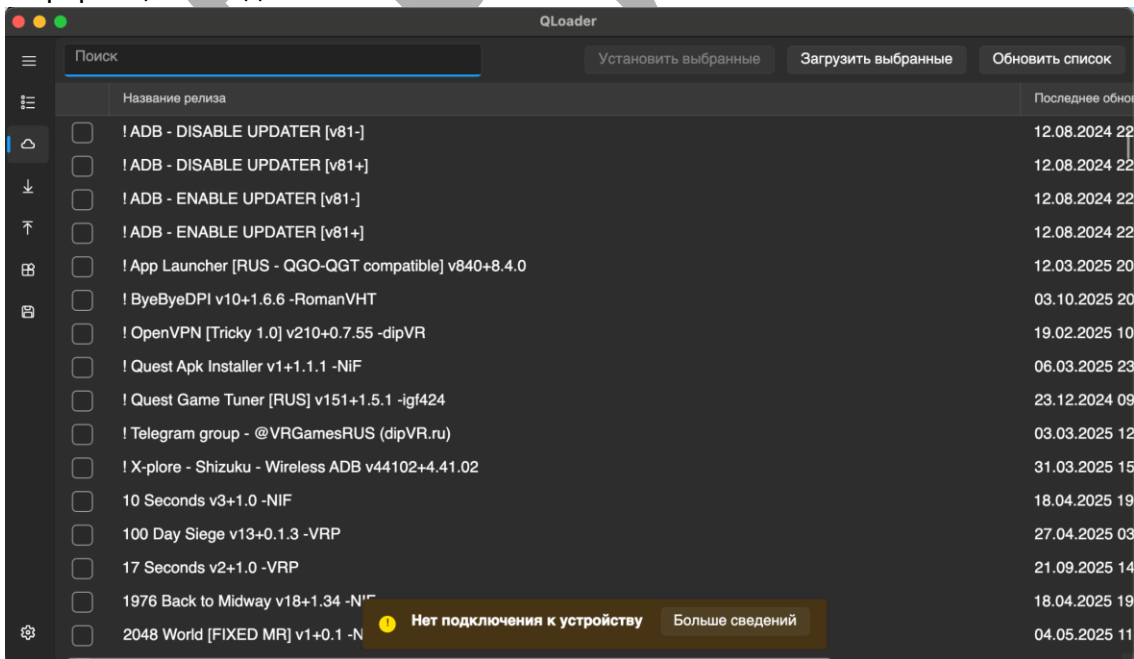 QLoader
Поиск
Установить выбранные
Загрузить выбранные
Обновить список
Название релиза
! ADB - DISABLE UPDATER [v81-]
12.08.2024 22
! ADB - DISABLE UPDATER [v81+]
12.08.2024 22
! ADB - ENABLE UPDATER [v81-]
12.08.2024 22
! ADB - ENABLE UPDATER [v81+]
12.08.2024 22
! App Launcher [RUS - QGO-QGT compatible] v840+8.4.0
12.03.2025 20
! ByeByeDPI v10+1.6.6 -RomanVHT
03.10.2025 20
! OpenVPN [Tricky 1.0] v210+0.7.55 -dipVR
19.02.2025 10
! Quest Apk Installer v1+1.1.1 -NiF
06.03.2025 23
! Quest Game Tuner [RUS] v151+1.5.1 -igf424
23.12.2024 09
! Telegram group - @VRGamesRUS (dipVR.ru)
03.03.2025 12
! X-plore - Shizuku - Wireless ADB v44102+4.41.02
31.03.2025 15
10 Seconds v3+1.0 -NIF
18.04.2025 19
100 Day Siege v13+0.1.3 -VRP
27.04.2025 03
17 Seconds v2+1.0 -VRP
21.09.2025 14
1976 Back to Midway v18+1.34
18.04.2025 19
Нет подключения к устройству
Больше сведений
2048 World [FIXED MR] v1+0.1
04.05.2025 11